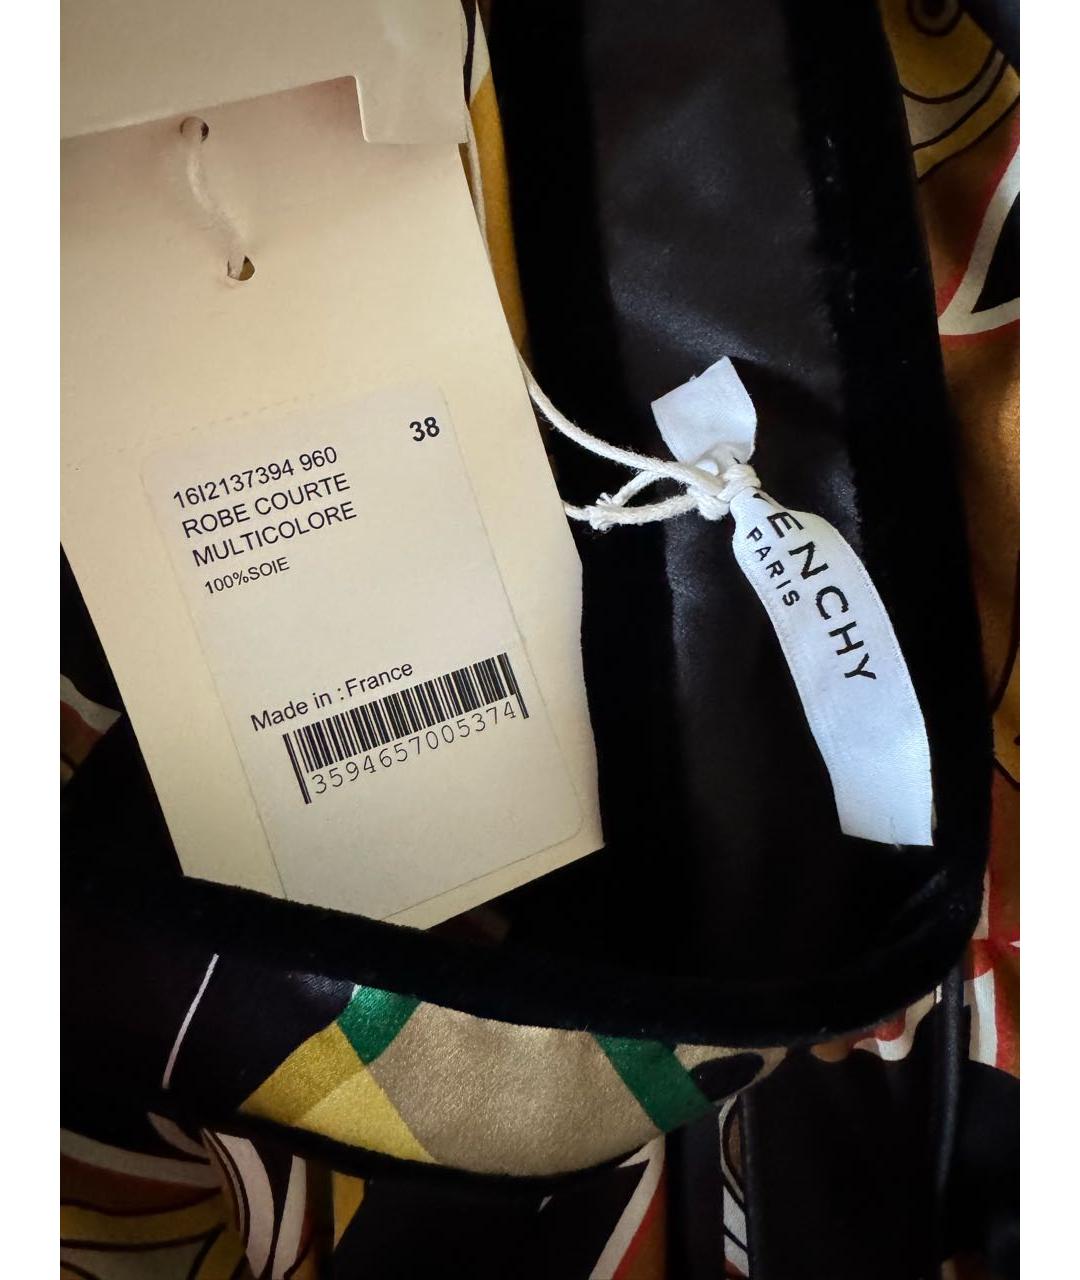 38
16I2137394 960
ROBE COURTE
MULTICOLORE
100%SOIE
Made in :France
3594657005374
ENCHY
PARIS